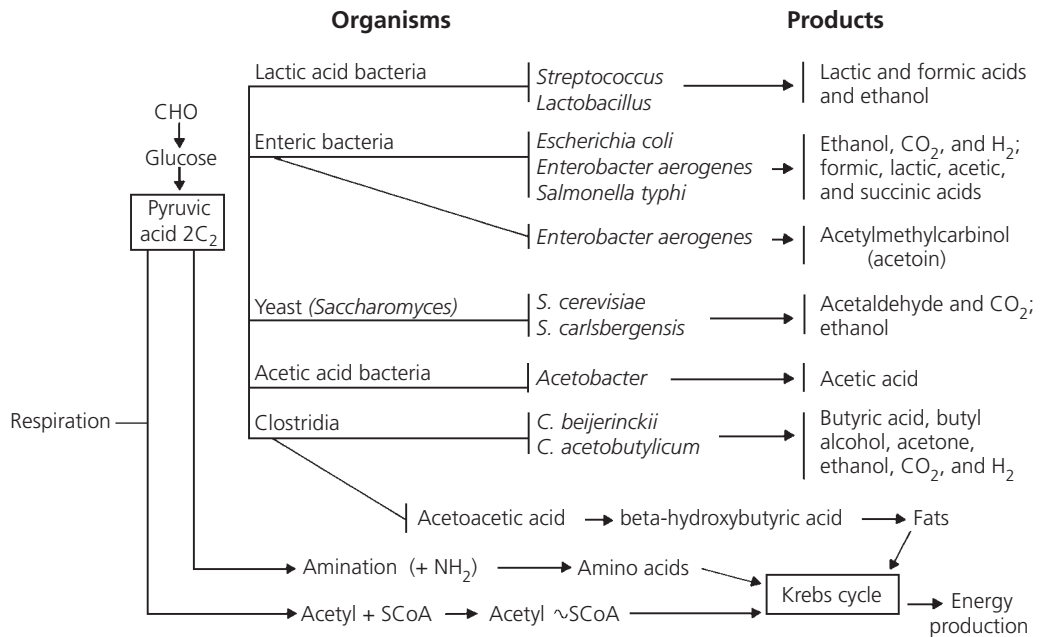 Organisms
Products
CHO
Glucose
Pyruvic
acid 2C₂
Respiration
Lactic acid bacteria
Streptococcus
Lactobacillus
Lactic and formic acids
and ethanol
Enteric bacteria
Escherichia coli
Enterobacter aerogenes
Salmonella typhi
Ethanol, CO₂, and H₂;
formic, lactic, acetic,
and succinic acids
Enterobacter aerogenes
Acetylmethylcarbinol
(acetoin)
Yeast (Saccharomyces)
S. cerevisiae
S. carlsbergensis
Acetaldehyde and CO₂;
ethanol
Acetic acid bacteria
Acetobacter
Acetic acid
Clostridia
C. beijerinckii
C. acetobutylicum
Butyric acid, butyl
alcohol, acetone,
ethanol, CO₂, and H₂
Acetoacetic acid
beta-hydroxybutyric acid
Fats
Amination (+ NH₂)
Amino acids
Acetyl + SCoA
Acetyl ~SCoA
Krebs cycle
Energy
production